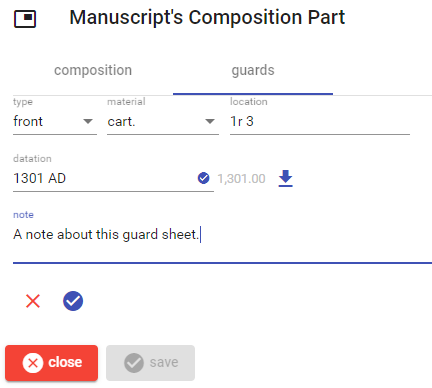 Manuscript's Composition Part
composition guards
type material location
front cart. 1r 3
datation
1301 AD 1,301.00
note
A note about this guard sheet.
close save